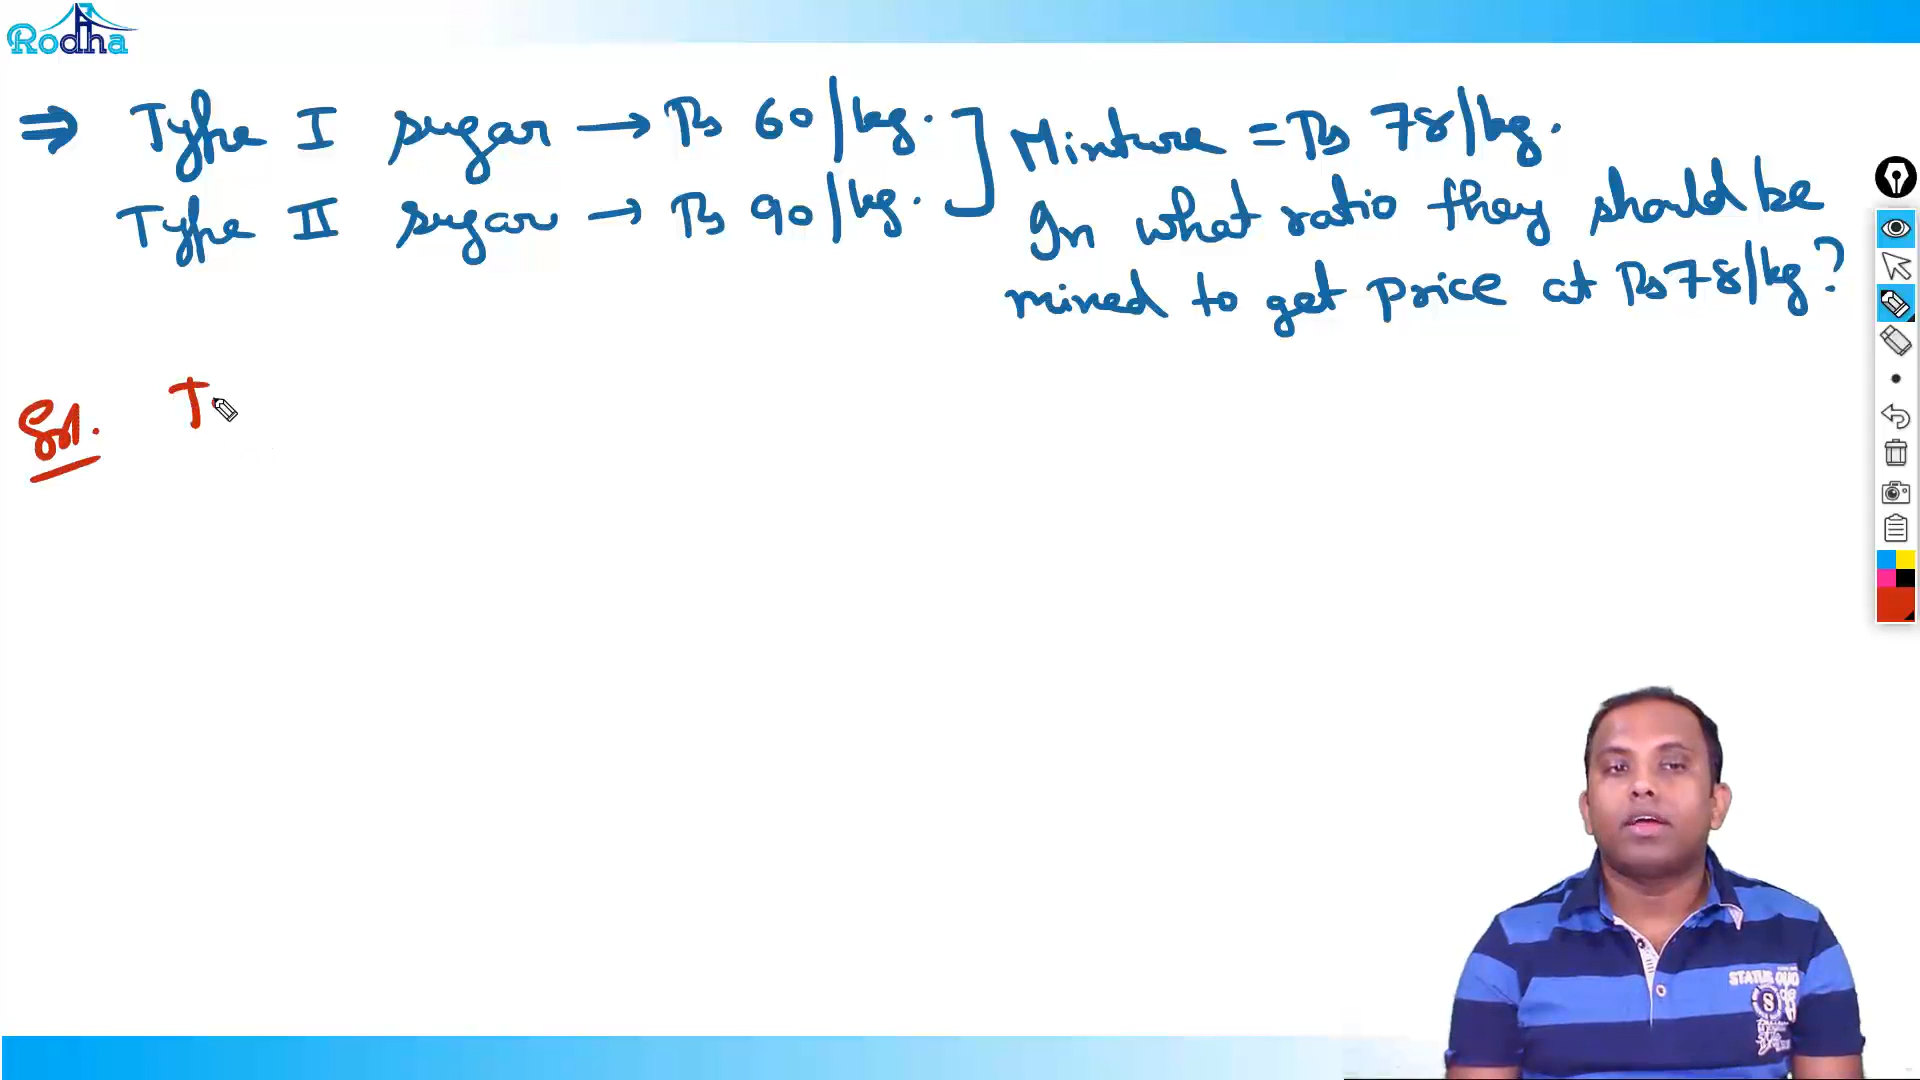 Rodha
⇒ Type I sugar → Rs 60/kg.
Type II sugar → Rs 90/kg.
Mixture = Rs 78/kg.
In what ratio they should be
mixed to get price at Rs 78/kg?
Sol. T
STATUS QUO
8